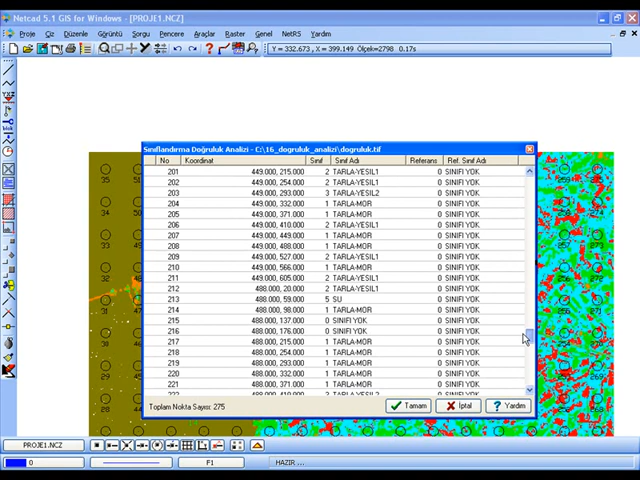 Netcad 5.1 GIS for Windows - [PROJE1.NCZ]
Proje Çiz Düzenle Görüntü Sorgu Pencere Ayarlar Araçlar Raster Genel NetRS Yardım
Y = 332.673, X = 399.149 Ölçek=2798 0.17s
Sınıflandırma Doğruluk Analizi - C:\16_dogruluk_analizi\dogruluk.tif
No Koordinat Sınıf Sınıf Adı Referans Ref. Sınıf Adı
201 449.000, 215.000 2 TARLA-YESIL1 0 SINIFI YOK
202 449.000, 254.000 2 TARLA-YESIL1 0 SINIFI YOK
203 449.000, 293.000 3 TARLA-YESIL2 0 SINIFI YOK
204 449.000, 332.000 1 TARLA-MOR 0 SINIFI YOK
205 449.000, 371.000 1 TARLA-MOR 0 SINIFI YOK
206 449.000, 410.000 2 TARLA-YESIL1 0 SINIFI YOK
207 449.000, 449.000 1 TARLA-MOR 0 SINIFI YOK
208 449.000, 488.000 1 TARLA-MOR 0 SINIFI YOK
209 449.000, 527.000 2 TARLA-YESIL1 0 SINIFI YOK
210 449.000, 566.000 1 TARLA-MOR 0 SINIFI YOK
211 449.000, 605.000 2 TARLA-YESIL1 0 SINIFI YOK
212 488.000, 20.000 2 TARLA-YESIL1 0 SINIFI YOK
213 488.000, 59.000 5 SU 0 SINIFI YOK
214 488.000, 98.000 1 TARLA-MOR 0 SINIFI YOK
215 488.000, 137.000 0 SINIFI YOK 0 SINIFI YOK
216 488.000, 176.000 0 SINIFI YOK 0 SINIFI YOK
217 488.000, 215.000 1 TARLA-MOR 0 SINIFI YOK
218 488.000, 254.000 1 TARLA-MOR 0 SINIFI YOK
219 488.000, 293.000 1 TARLA-MOR 0 SINIFI YOK
220 488.000, 332.000 1 TARLA-MOR 0 SINIFI YOK
221 488.000, 371.000 1 TARLA-MOR 0 SINIFI YOK
Toplam Nokta Sayısı: 275
Tamam İptal Yardım
35
34
33
32
31
30
29
28
PROJE1.NCZ
0 F1 HAZIR ...